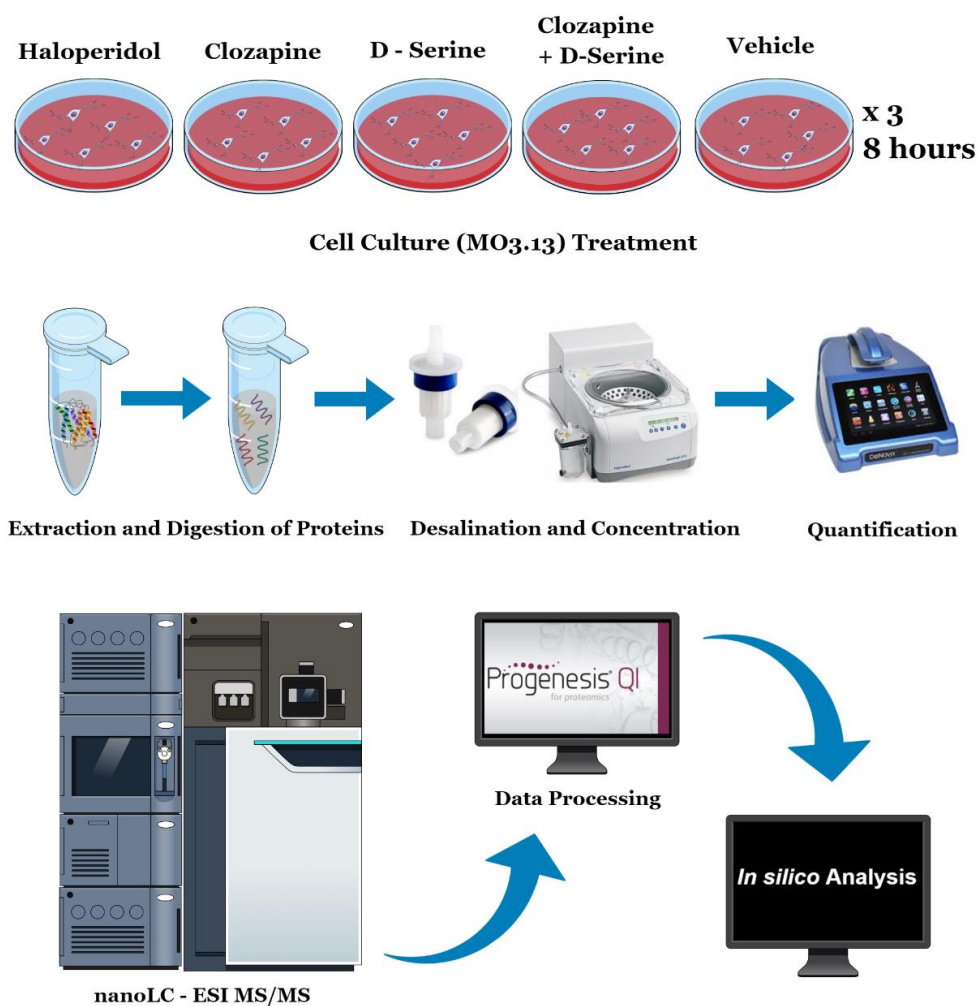 Haloperidol
Clozapine
D - Serine
Clozapine
+ D-Serine
Vehicle
x 3
8 hours
Cell Culture (MO3.13) Treatment
DeNovix
Extraction and Digestion of Proteins
Desalination and Concentration
Quantification
Progenesis QI
for proteomics
Data Processing
In silico Analysis
nanoLC - ESI MS/MS